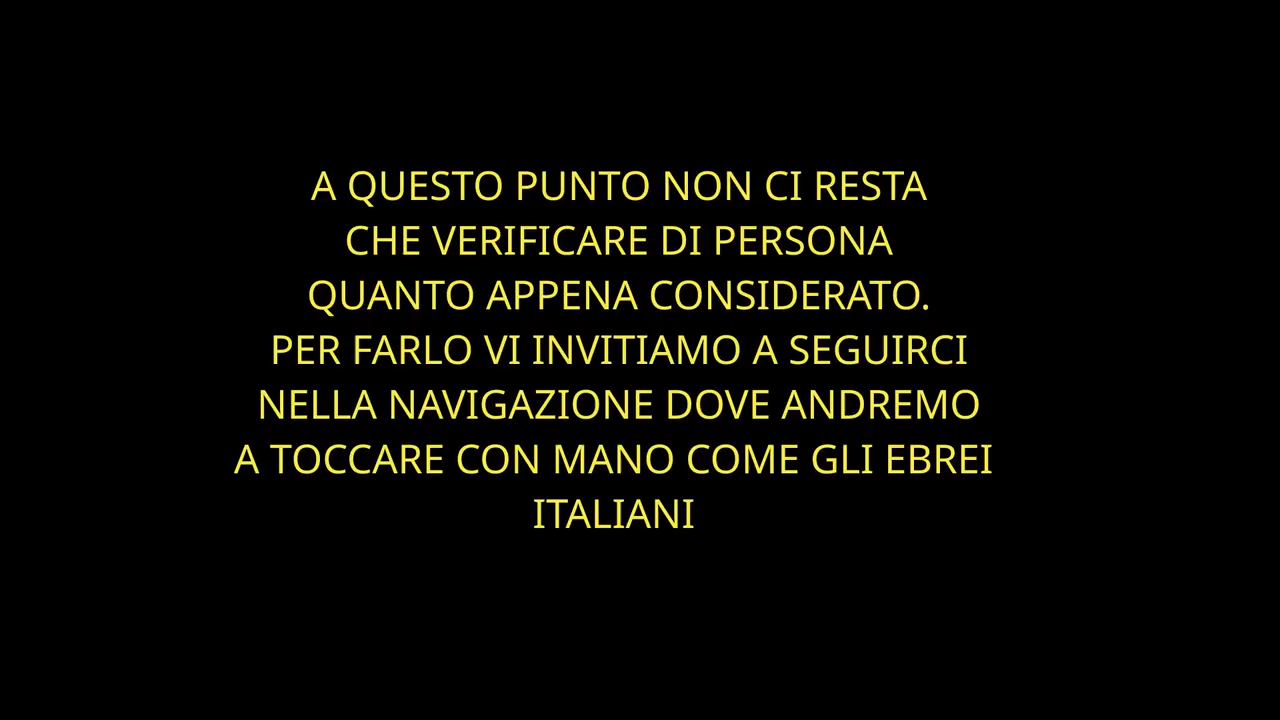 A QUESTO PUNTO NON CI RESTA
CHE VERIFICARE DI PERSONA
QUANTO APPENA CONSIDERATO.
PER FARLO VI INVITIAMO A SEGUIRCI
NELLA NAVIGAZIONE DOVE ANDREMO
A TOCCARE CON MANO COME GLI EBREI
ITALIANI